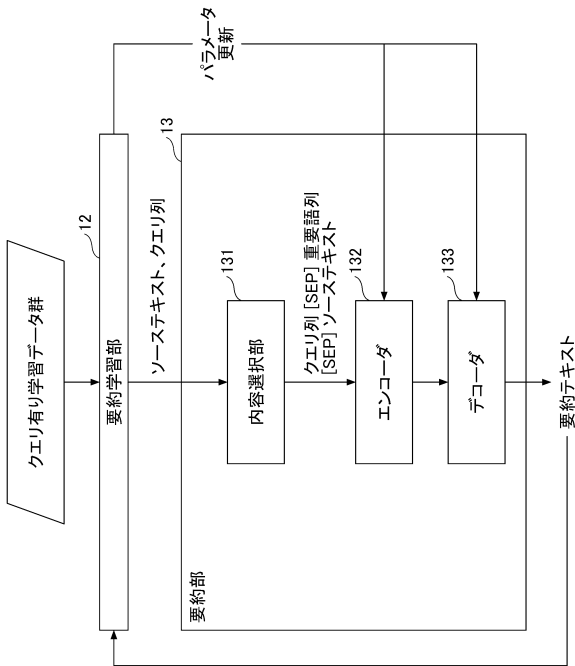 クエリ有り学習データ群
12
要約学習部
パラメータ
更新
ソーステキスト、クエリ列
13
要約部
131
内容選択部
クエリ列 [SEP] 重要語列
[SEP] ソーステキスト
132
エンコーダ
133
デコーダ
要約テキスト